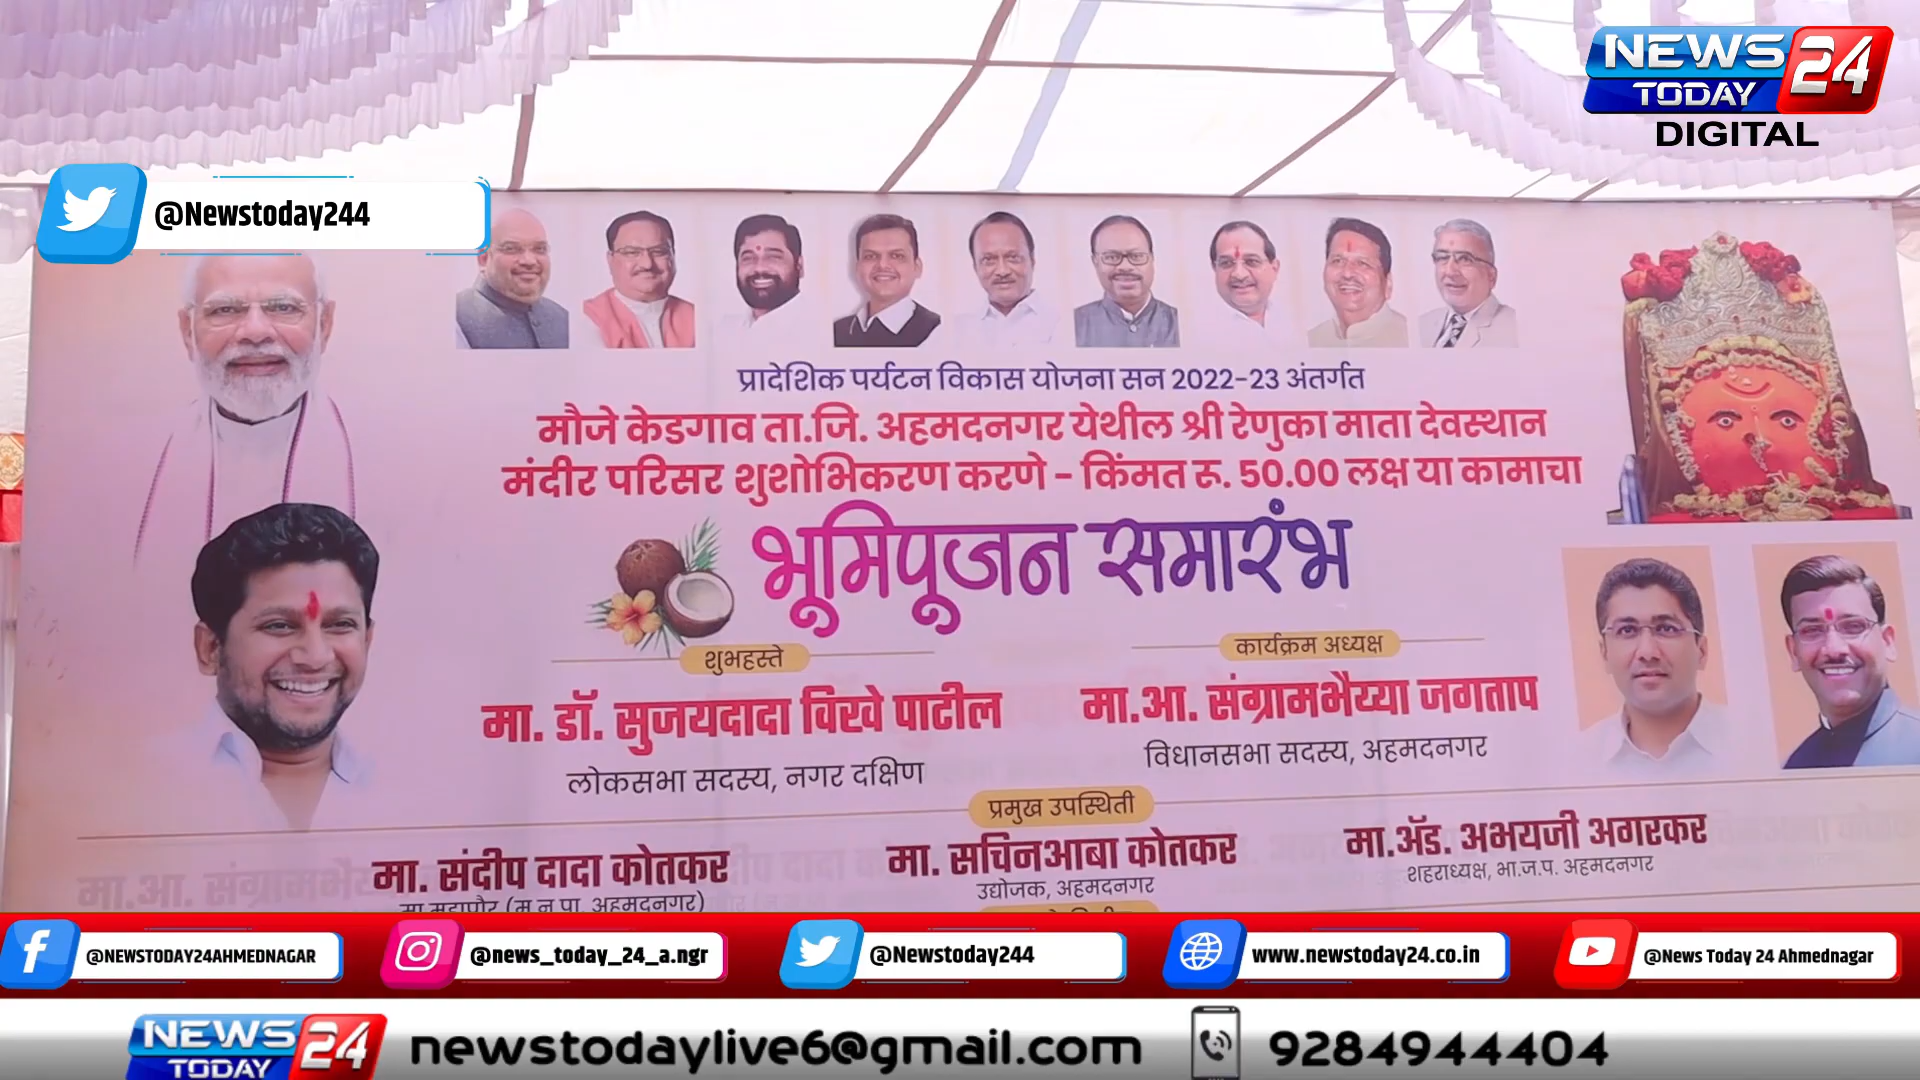 NEWS 24
TODAY
DIGITAL
@Newstoday244
प्रादेशिक पर्यटन विकास योजना सन 2022-23 अंतर्गत
मौजे केडगाव ता.जि. अहमदनगर येथील श्री रेणुका माता देवस्थान
मंदीर परिसर शुशोभिकरण करणे - किंमत रू. 50.00 लक्ष या कामाचा
भूमिपूजन समारंभ
शुभहस्ते
कार्यक्रम अध्यक्ष
मा. डॉ. सुजयदादा विखे पाटील
मा.आ. संग्रामभैय्या जगताप
लोकसभा सदस्य, नगर दक्षिण
विधानसभा सदस्य, अहमदनगर
प्रमुख उपस्थिती
मा. संदीप दादा कोतकर
मा. सचिनआबा कोतकर
मा.ॲड. अभयजी अगरकर
मा.महापौर (म.न.पा. अहमदनगर)
उद्योजक, अहमदनगर
शहराध्यक्ष, भा.ज.प. अहमदनगर
@NEWSTODAY24AHMEDNAGAR
@news_today_24_a.ngr
@Newstoday244
www.newstoday24.co.in
@News Today 24 Ahmednagar
NEWS 24
TODAY
newstodaylive6@gmail.com
9284944404